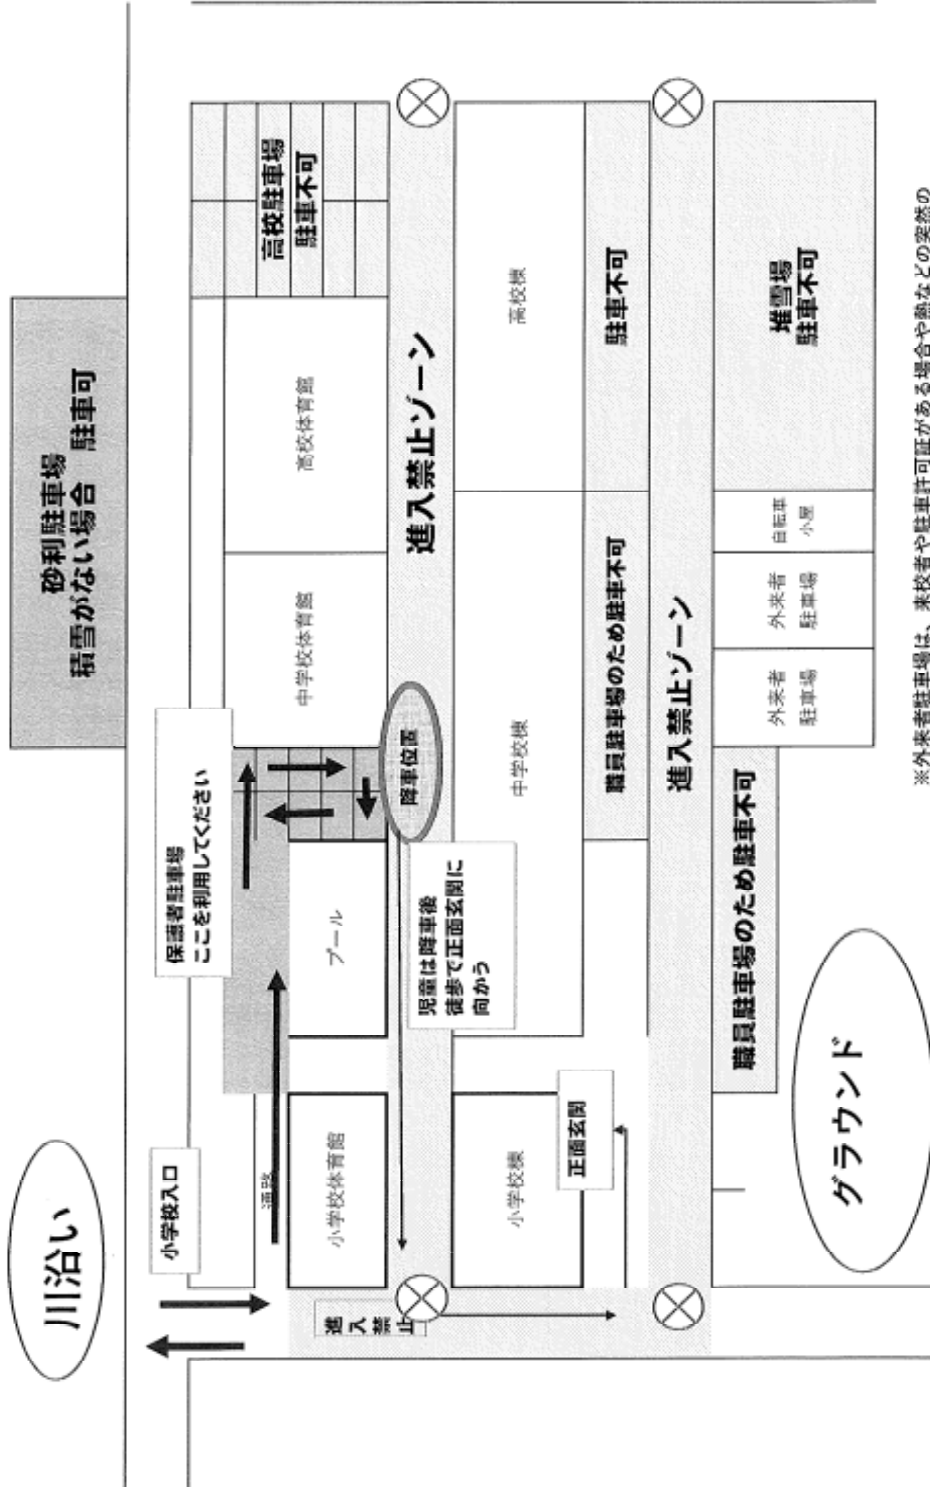 川沿い
砂利駐車場
積雪がない場合　駐車可
小学校入口
保護者駐車場
ここを利用してください
高校駐車場
駐車不可
通路
小学校体育館
プール
中学校体育館
高校体育館
進入禁止
降車位置
進入禁止ゾーン
児童は降車後
徒歩で正面玄関に
向かう
小学校棟
中学校棟
高校棟
正面玄関
職員駐車場のため駐車不可
駐車不可
進入禁止ゾーン
職員駐車場のため駐車不可
外来者
駐車場
外来者
駐車場
自転車
小屋
堆雪場
駐車不可
グラウンド
※外来者駐車場は、来校者や駐車許可証がある場合や熱などの突然の